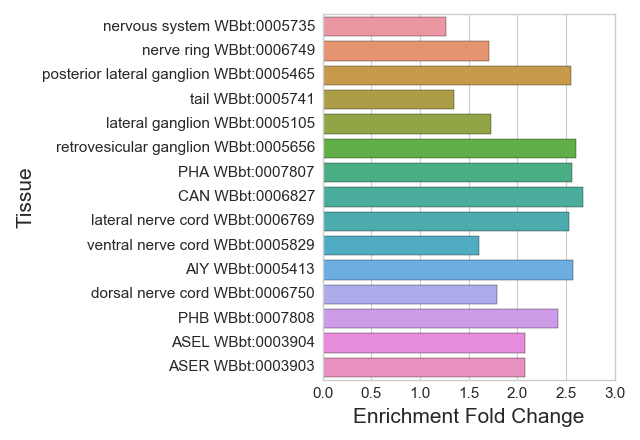 nervous system WBbt:0005735
nerve ring WBbt:0006749
posterior lateral ganglion WBbt:0005465
tail WBbt:0005741
lateral ganglion WBbt:0005105
retrovesicular ganglion WBbt:0005656
PHA WBbt:0007807
CAN WBbt:0006827
lateral nerve cord WBbt:0006769
ventral nerve cord WBbt:0005829
AIY WBbt:0005413
dorsal nerve cord WBbt:0006750
PHB WBbt:0007808
ASEL WBbt:0003904
ASER WBbt:0003903
Tissue
0.0 0.5 1.0 1.5 2.0 2.5 3.0
Enrichment Fold Change